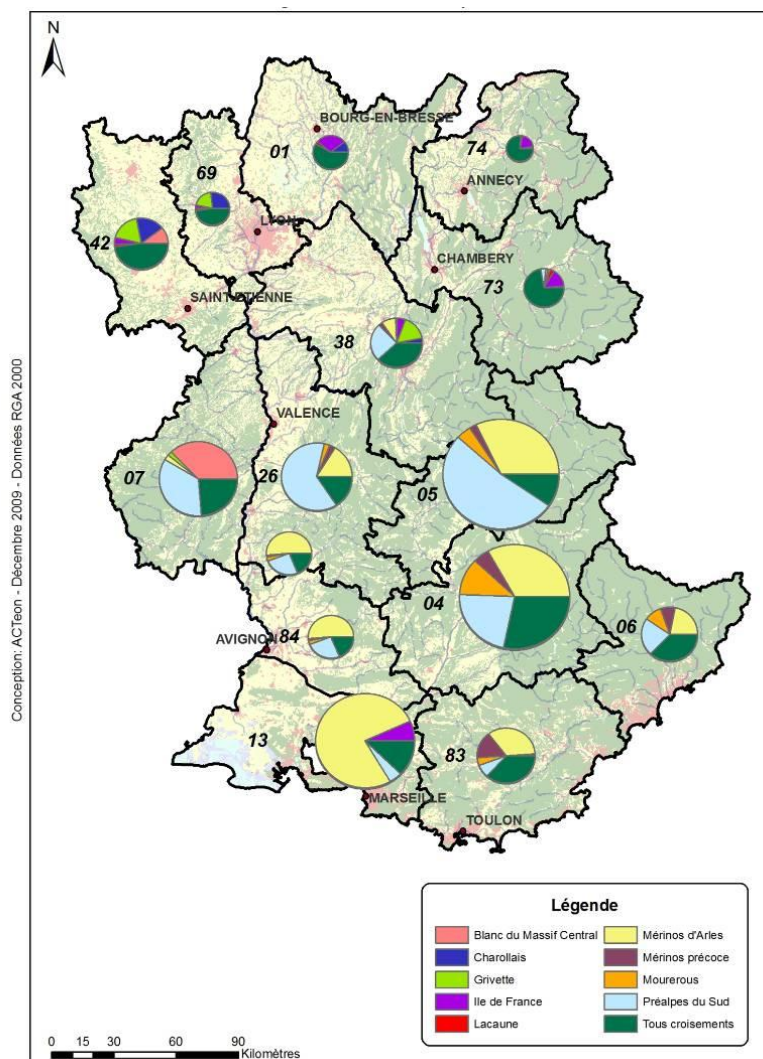 N
BOURG-EN-BRESSE
01
74
69
ANNECY
42
LYON
CHAMBERY
73
SAINT-ETIENNE
38
VALENCE
07
26
05
04
06
84
AVIGNON
13
83
MARSEILLE
TOULON
Conception: ACTeon - Décembre 2009 - Données RGA 2000
Légende
Blanc du Massif Central
Mérinos d'Arles
Charollais
Mérinos précoce
Grivette
Mourerous
Ile de France
Préalpes du Sud
Lacaune
Tous croisements
0 15 30 60 90
Kilomètres